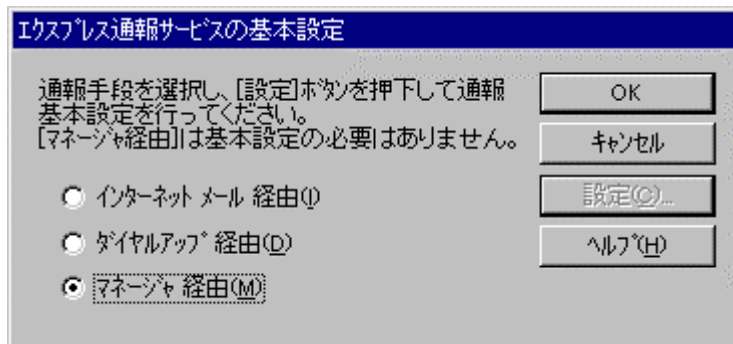 ｴｸｽﾌﾟﾚｽ通報ｻｰﾋﾞｽの基本設定
通報手段を選択し、[設定]ﾎﾞﾀﾝを押下して通報
基本設定を行ってください。
[ﾏﾈｰｼﾞｬ経由]は基本設定の必要はありません。
ｲﾝﾀｰﾈｯﾄ ﾒｰﾙ 経由(I)
ﾀﾞｲﾔﾙｱｯﾌﾟ 経由(D)
ﾏﾈｰｼﾞｬ 経由(M)
OK
ｷｬﾝｾﾙ
設定(C)...
ﾍﾙﾌﾟ(H)